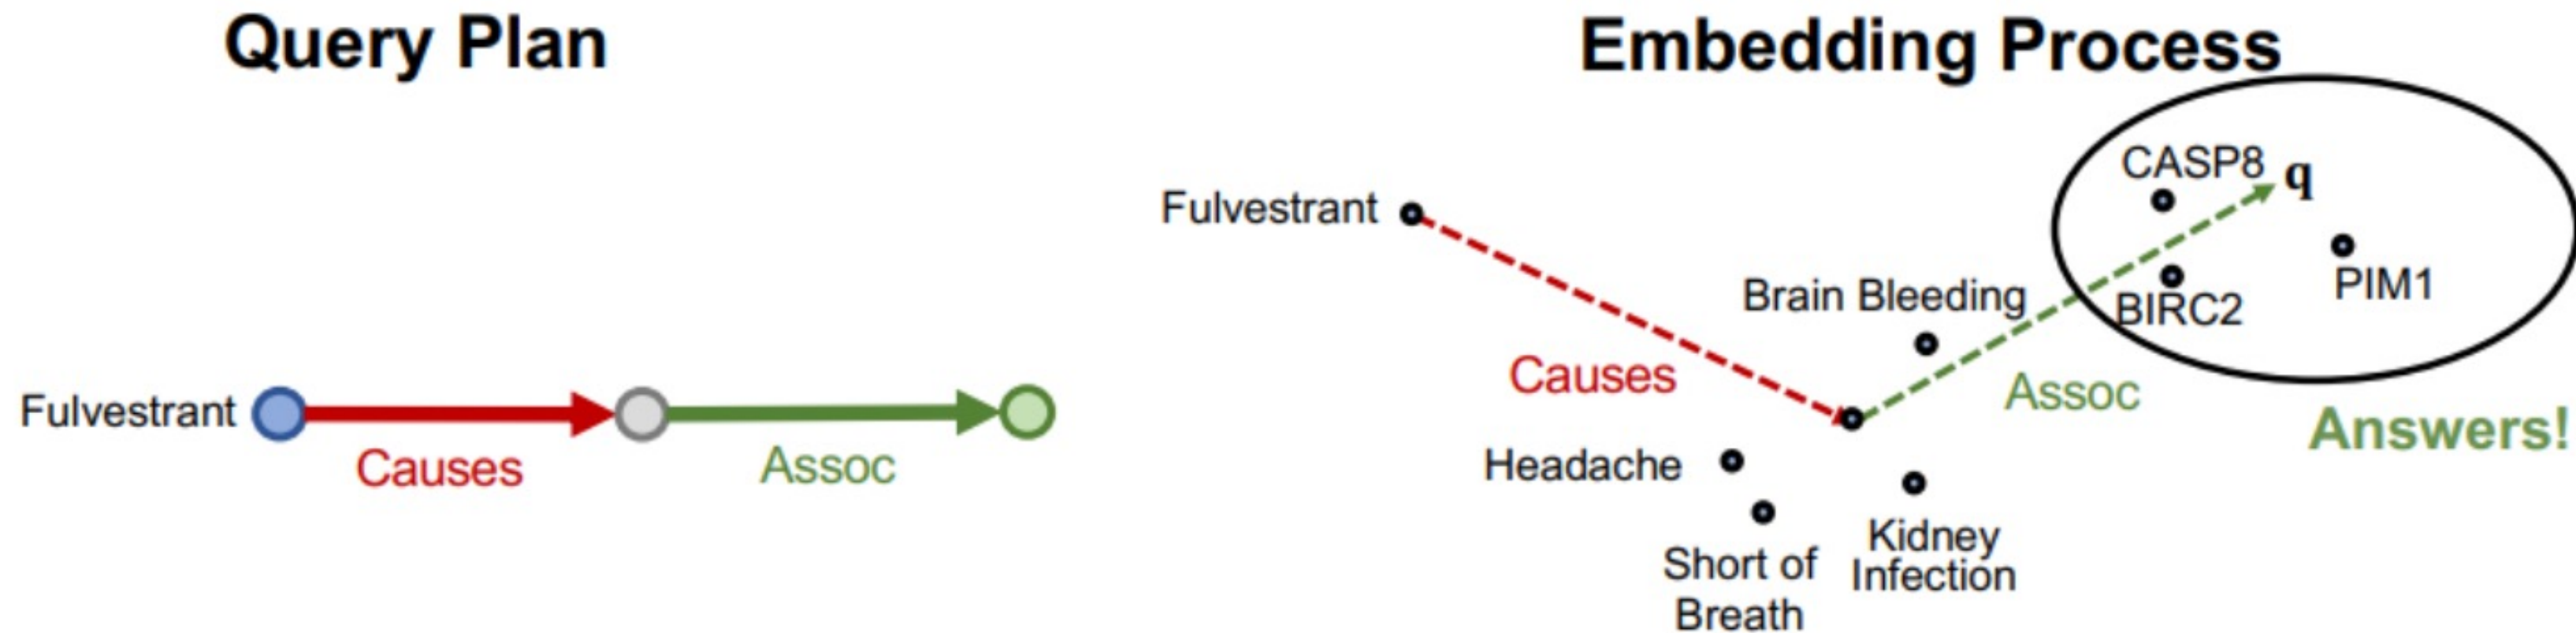 Query Plan
Fulvestrant
Causes
Assoc
Embedding Process
Fulvestrant
Causes
Brain Bleeding
Headache
Short of
Breath
Kidney
Infection
Assoc
CASP8
q
BIRC2
PIM1
Answers!